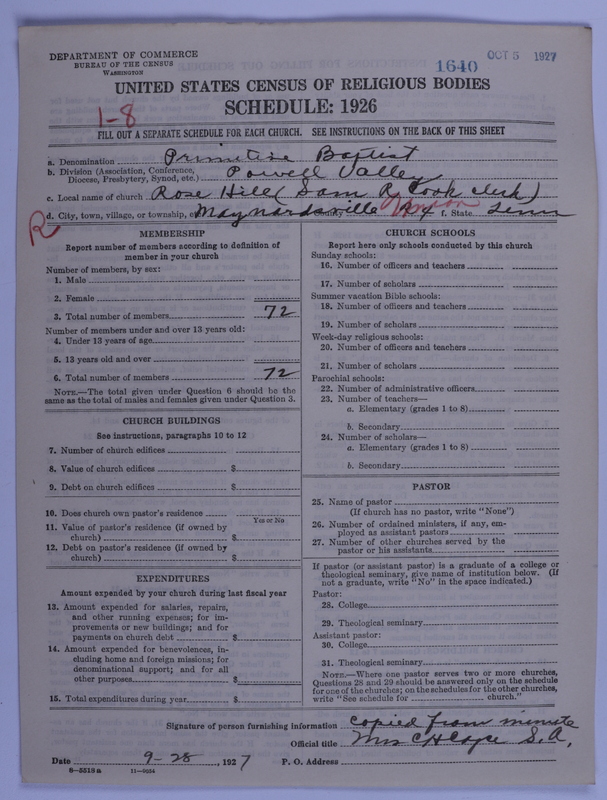 DEPARTMENT OF COMMERCE
BUREAU OF THE CENSUS
WASHINGTON
1640
OCT 5 1927
UNITED STATES CENSUS OF RELIGIOUS BODIES
SCHEDULE: 1926
1-8
FILL OUT A SEPARATE SCHEDULE FOR EACH CHURCH. SEE INSTRUCTIONS ON THE BACK OF THIS SHEET
a. Denomination Primitive Baptist
b. Division (Association, Conference, Diocese, Presbytery, Synod, etc.) Powell Valley
c. Local name of church Rose Hill (Sam R Cook, Clerk)
d. City, town, village, or township, Maynardsville R4 Union f. State Tenn
R
MEMBERSHIP
Report number of members according to definition of
member in your church
Number of members, by sex:
1. Male
2. Female
3. Total number of members 72
Number of members under and over 13 years old:
4. Under 13 years of age
5. 13 years old and over
6. Total number of members 72
NOTE.—The total given under Question 6 should be the
same as the total of males and females given under Question 3.
CHURCH BUILDINGS
See instructions, paragraphs 10 to 12
7. Number of church edifices
8. Value of church edifices $
9. Debt on church edifices $
10. Does church own pastor's residence
Yes or No
11. Value of pastor's residence (if owned by
church) $
12. Debt on pastor's residence (if owned by
church) $
EXPENDITURES
Amount expended by your church during last fiscal year
13. Amount expended for salaries, repairs,
and other running expenses; for im-
provements or new buildings; and for
payments on church debt $
14. Amount expended for benevolences, in-
cluding home and foreign missions; for
denominational support; and for all
other purposes $
15. Total expenditures during year $
CHURCH SCHOOLS
Report here only schools conducted by this church
Sunday schools:
16. Number of officers and teachers
17. Number of scholars
Summer vacation Bible schools:
18. Number of officers and teachers
19. Number of scholars
Week-day religious schools:
20. Number of officers and teachers
21. Number of scholars
Parochial schools:
22. Number of administrative officers
23. Number of teachers—
a. Elementary (grades 1 to 8)
b. Secondary
24. Number of scholars—
a. Elementary (grades 1 to 8)
b. Secondary
PASTOR
25. Name of pastor
(If church has no pastor, write "None")
26. Number of ordained ministers, if any, em-
ployed as assistant pastors
27. Number of other churches served by the
pastor or his assistants
If pastor (or assistant pastor) is a graduate of a college or
theological seminary, give name of institution below. (If
not a graduate, write "No" in the space indicated.)
Pastor:
28. College
29. Theological seminary
Assistant pastor:
30. College
31. Theological seminary
NOTE.—Where one pastor serves two or more churches,
Questions 28 and 29 should be answered only on the schedule
for one of the churches; on the schedules for the other churches,
write "See schedule for church."
Signature of person furnishing information copied from minute
Official title Mrs C H Cayce S.A.
Date 9-28, 1927 P. O. Address
8-5518a 11-9054